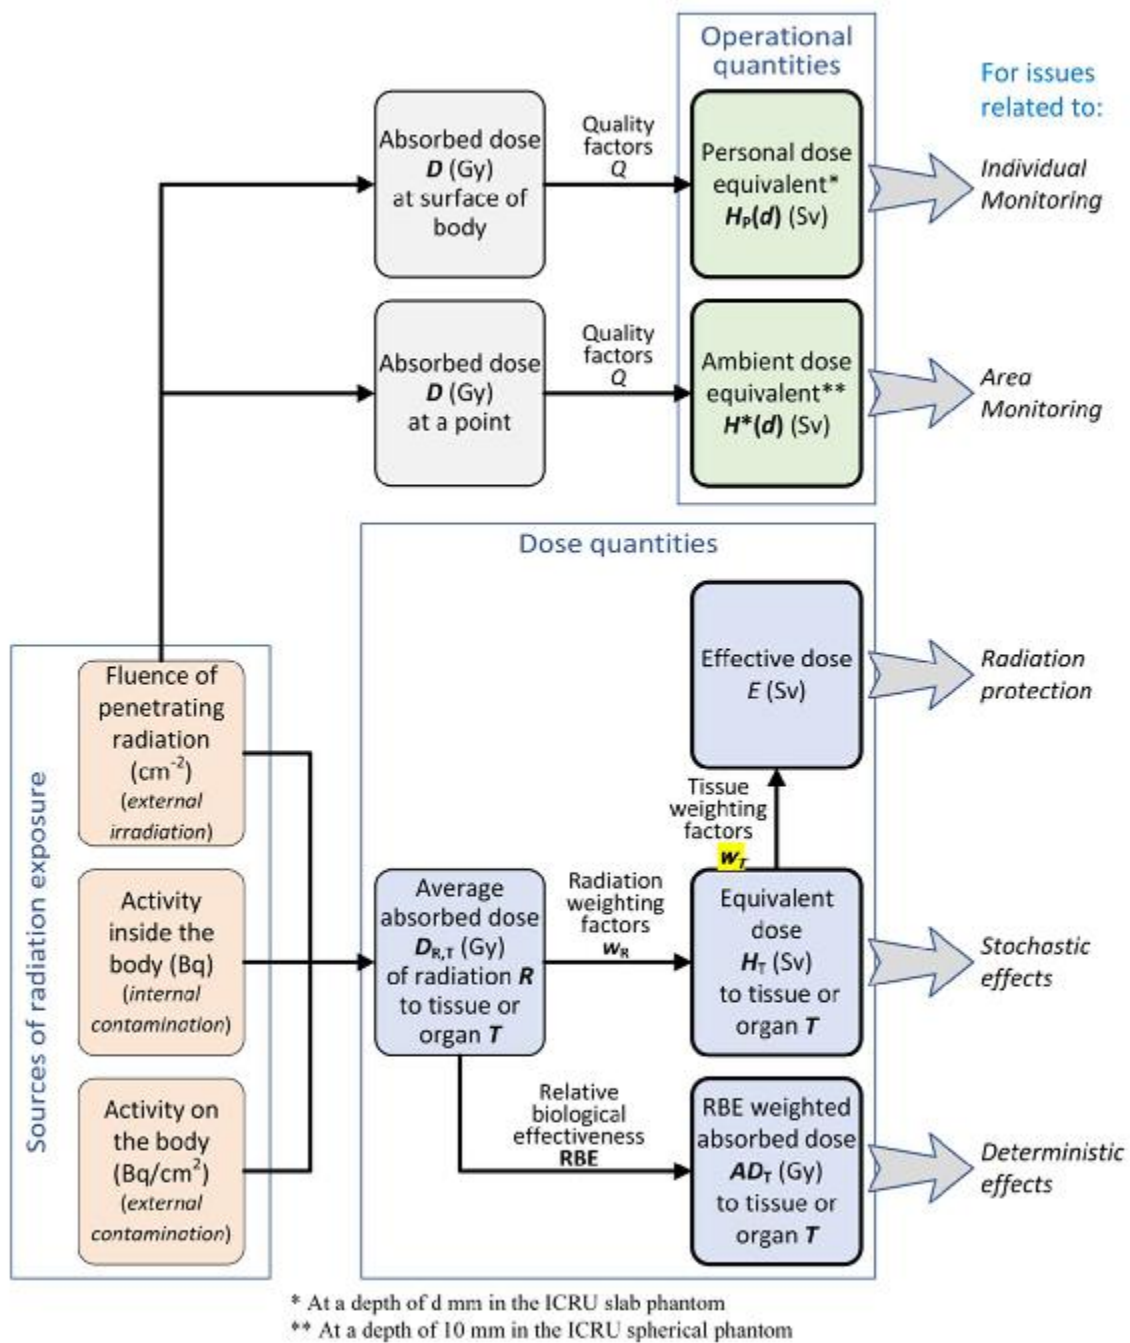 Operational
quantities
For issues
related to:
Absorbed dose
D (Gy)
at surface of
body
Quality
factors
Q
Personal dose
equivalent*
HP(d) (Sv)
Individual
Monitoring
Absorbed dose
D (Gy)
at a point
Quality
factors
Q
Ambient dose
equivalent**
H*(d) (Sv)
Area
Monitoring
Dose quantities
Effective dose
E (Sv)
Radiation
protection
Sources of radiation exposure
Fluence of
penetrating
radiation
(cm⁻²)
(external
irradiation)
Tissue
weighting
factors
wT
Activity
inside the
body (Bq)
(internal
contamination)
Average
absorbed dose
DR,T (Gy)
of radiation R
to tissue or
organ T
Radiation
weighting
factors
wR
Equivalent
dose
HT (Sv)
to tissue or
organ T
Stochastic
effects
Activity on
the body
(Bq/cm²)
(external
contamination)
Relative
biological
effectiveness
RBE
RBE weighted
absorbed dose
ADT (Gy)
to tissue or
organ T
Deterministic
effects
* At a depth of d mm in the ICRU slab phantom
** At a depth of 10 mm in the ICRU spherical phantom